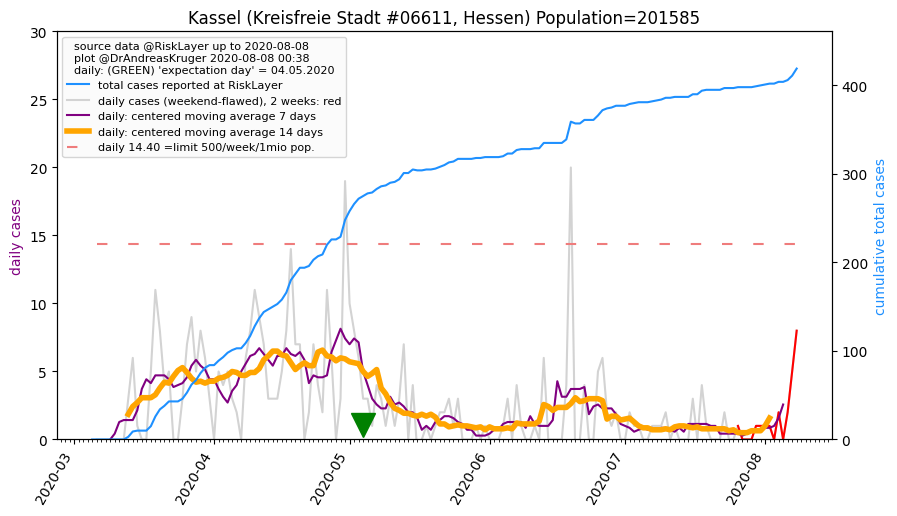 Kassel (Kreisfreie Stadt #06611, Hessen) Population=201585
source data @RiskLayer up to 2020-08-08
plot @DrAndreasKruger 2020-08-08 00:38
daily: (GREEN) 'expectation day' = 04.05.2020
total cases reported at RiskLayer
daily cases (weekend-flawed), 2 weeks: red
daily: centered moving average 7 days
daily: centered moving average 14 days
daily 14.40 =limit 500/week/1mio pop.
daily cases
30
25
20
15
10
5
0
cumulative total cases
400
300
200
100
0
2020-03
2020-04
2020-05
2020-06
2020-07
2020-08